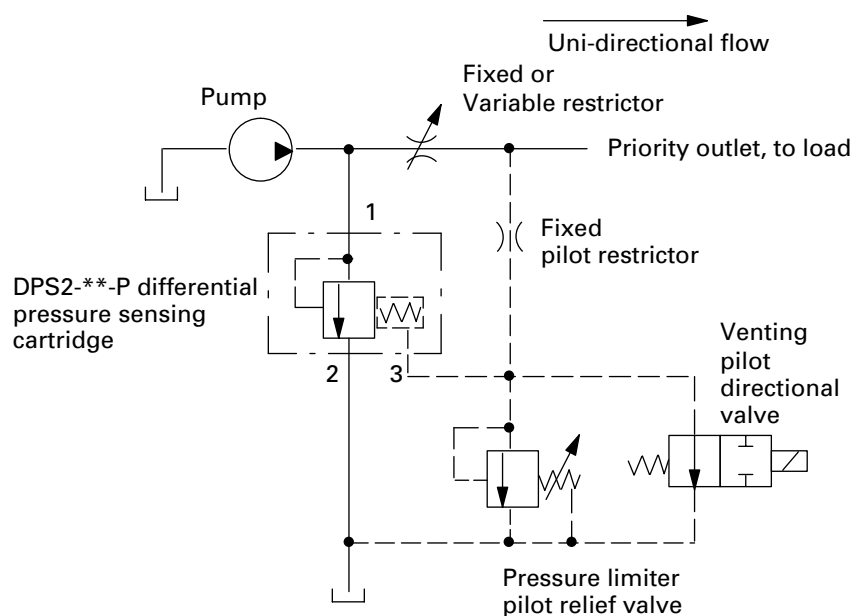 Uni-directional flow
Fixed or
Variable restrictor
Pump
Priority outlet, to load
1
Fixed
pilot restrictor
DPS2-**-P differential
pressure sensing
cartridge
2
3
Venting
pilot
directional
valve
Pressure limiter
pilot relief valve